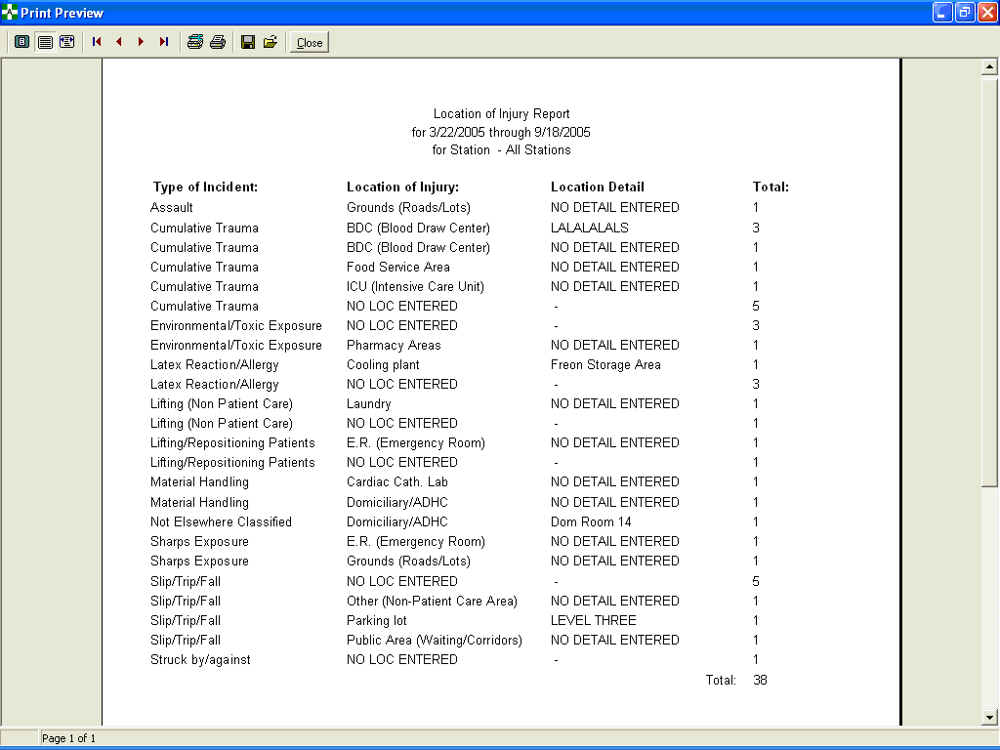 Print Preview
Close
Location of Injury Report
for 3/22/2005 through 9/18/2005
for Station - All Stations
Type of Incident: Location of Injury: Location Detail Total:
Assault Grounds (Roads/Lots) NO DETAIL ENTERED 1
Cumulative Trauma BDC (Blood Draw Center) LALALALALS 3
Cumulative Trauma BDC (Blood Draw Center) NO DETAIL ENTERED 1
Cumulative Trauma Food Service Area NO DETAIL ENTERED 1
Cumulative Trauma ICU (Intensive Care Unit) NO DETAIL ENTERED 1
Cumulative Trauma NO LOC ENTERED - 5
Environmental/Toxic Exposure NO LOC ENTERED - 3
Environmental/Toxic Exposure Pharmacy Areas NO DETAIL ENTERED 1
Latex Reaction/Allergy Cooling plant Freon Storage Area 1
Latex Reaction/Allergy NO LOC ENTERED - 3
Lifting (Non Patient Care) Laundry NO DETAIL ENTERED 1
Lifting (Non Patient Care) NO LOC ENTERED - 1
Lifting/Repositioning Patients E.R. (Emergency Room) NO DETAIL ENTERED 1
Lifting/Repositioning Patients NO LOC ENTERED - 1
Material Handling Cardiac Cath. Lab NO DETAIL ENTERED 1
Material Handling Domiciliary/ADHC NO DETAIL ENTERED 1
Not Elsewhere Classified Domiciliary/ADHC Dom Room 14 1
Sharps Exposure E.R. (Emergency Room) NO DETAIL ENTERED 1
Sharps Exposure Grounds (Roads/Lots) NO DETAIL ENTERED 1
Slip/Trip/Fall NO LOC ENTERED - 5
Slip/Trip/Fall Other (Non-Patient Care Area) NO DETAIL ENTERED 1
Slip/Trip/Fall Parking lot LEVEL THREE 1
Slip/Trip/Fall Public Area (Waiting/Corridors) NO DETAIL ENTERED 1
Struck by/against NO LOC ENTERED - 1
Total: 38
Page 1 of 1